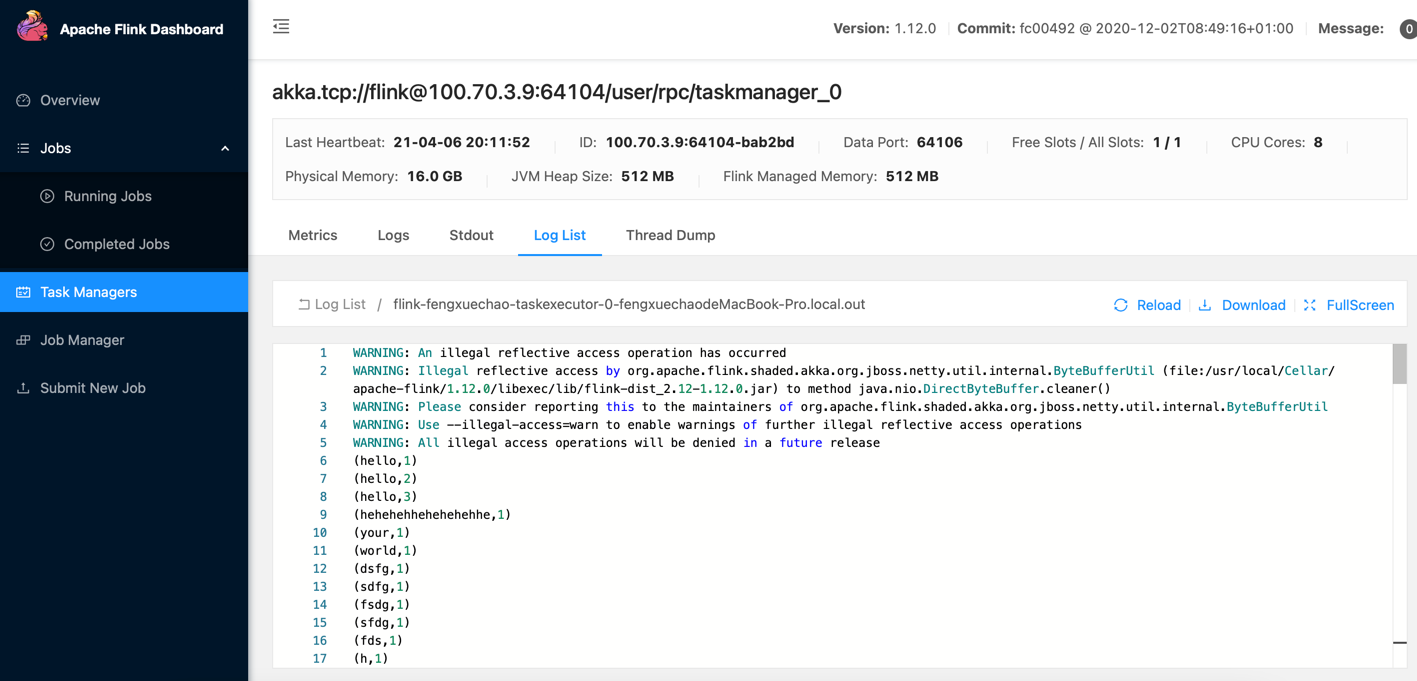 Apache Flink Dashboard
Version: 1.12.0 Commit: fc00492 @ 2020-12-02T08:49:16+01:00 Message: 0
Overview
Jobs
Running Jobs
Completed Jobs
Task Managers
Job Manager
Submit New Job
akka.tcp://flink@100.70.3.9:64104/user/rpc/taskmanager_0
Last Heartbeat: 21-04-06 20:11:52 ID: 100.70.3.9:64104-bab2bd Data Port: 64106 Free Slots / All Slots: 1 / 1 CPU Cores: 8
Physical Memory: 16.0 GB JVM Heap Size: 512 MB Flink Managed Memory: 512 MB
Metrics Logs Stdout Log List Thread Dump
Log List / flink-fengxuechao-taskexecutor-0-fengxuechaodeMacBook-Pro.local.out Reload Download FullScreen
1 WARNING: An illegal reflective access operation has occurred
2 WARNING: Illegal reflective access by org.apache.flink.shaded.akka.org.jboss.netty.util.internal.ByteBufferUtil (file:/usr/local/Cellar/
apache-flink/1.12.0/libexec/lib/flink-dist_2.12-1.12.0.jar) to method java.nio.DirectByteBuffer.cleaner()
3 WARNING: Please consider reporting this to the maintainers of org.apache.flink.shaded.akka.org.jboss.netty.util.internal.ByteBufferUtil
4 WARNING: Use --illegal-access=warn to enable warnings of further illegal reflective access operations
5 WARNING: All illegal access operations will be denied in a future release
6 (hello,1)
7 (hello,2)
8 (hello,3)
9 (hehehehhehehehehhe,1)
10 (your,1)
11 (world,1)
12 (dsfg,1)
13 (sdfg,1)
14 (fsdg,1)
15 (sfdg,1)
16 (fds,1)
17 (h,1)